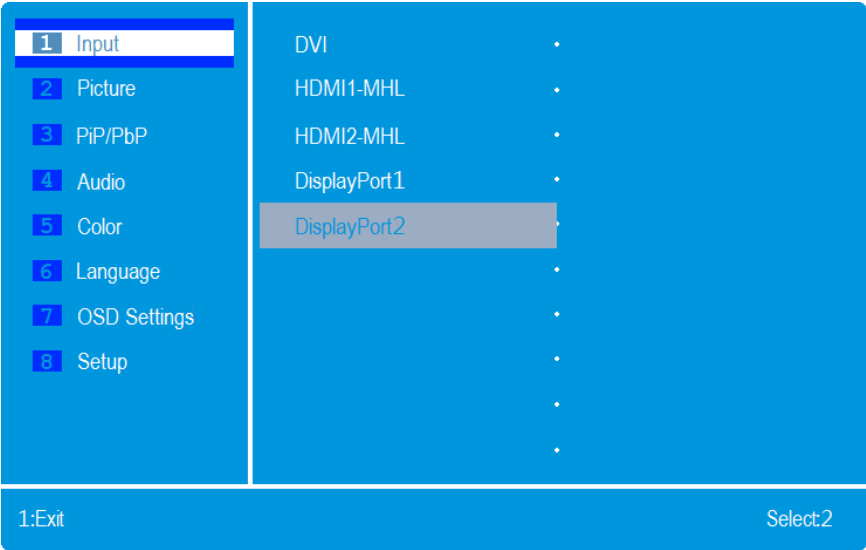 1 Input
2 Picture
3 PiP/PbP
4 Audio
5 Color
6 Language
7 OSD Settings
8 Setup
DVI
HDMI1-MHL
HDMI2-MHL
DisplayPort1
DisplayPort2
1:Exit
Select:2